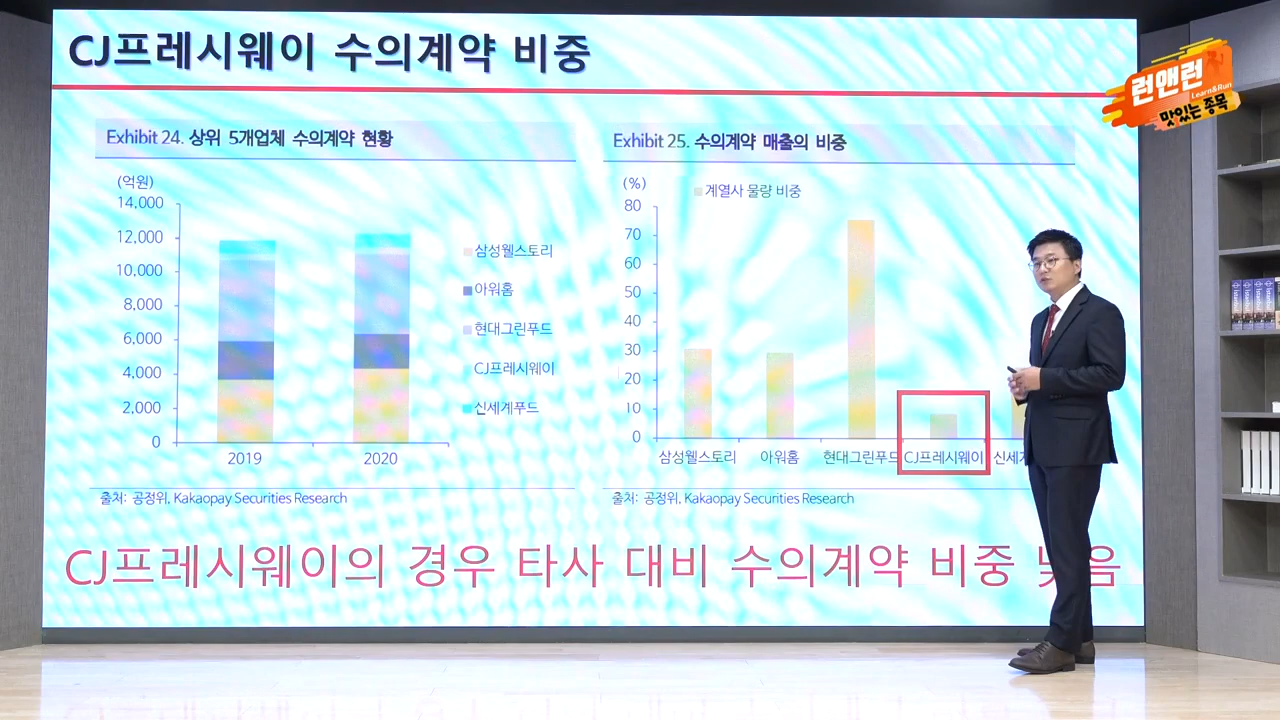 CJ프레시웨이 수의계약 비중
런앤런
Learn&Run
맛있는 종목
Exhibit 24. 상위 5개업체 수의계약 현황
(억원)
14,000
12,000
10,000
8,000
6,000
4,000
2,000
0
2019
2020
삼성웰스토리
아워홈
현대그린푸드
CJ프레시웨이
신세계푸드
출처: 공정위, Kakaopay Securities Research
Exhibit 25. 수의계약 매출의 비중
(%)
계열사 물량 비중
80
70
60
50
40
30
20
10
0
삼성웰스토리
아워홈
현대그린푸드
CJ프레시웨이
출처: 공정위, Kakaopay Securities Research
CJ프레시웨이의 경우 타사 대비 수의계약 비중